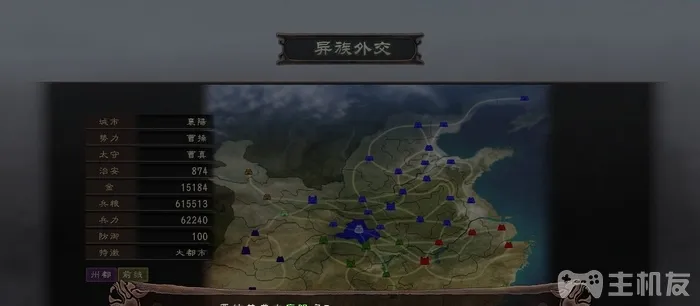 异族外交
城市 襄陽
势力 曹操
太守 曹真
治安 874
金 15184
兵粮 615513
兵力 62240
防御 100
特徵 大都市
州都 前线
主机友